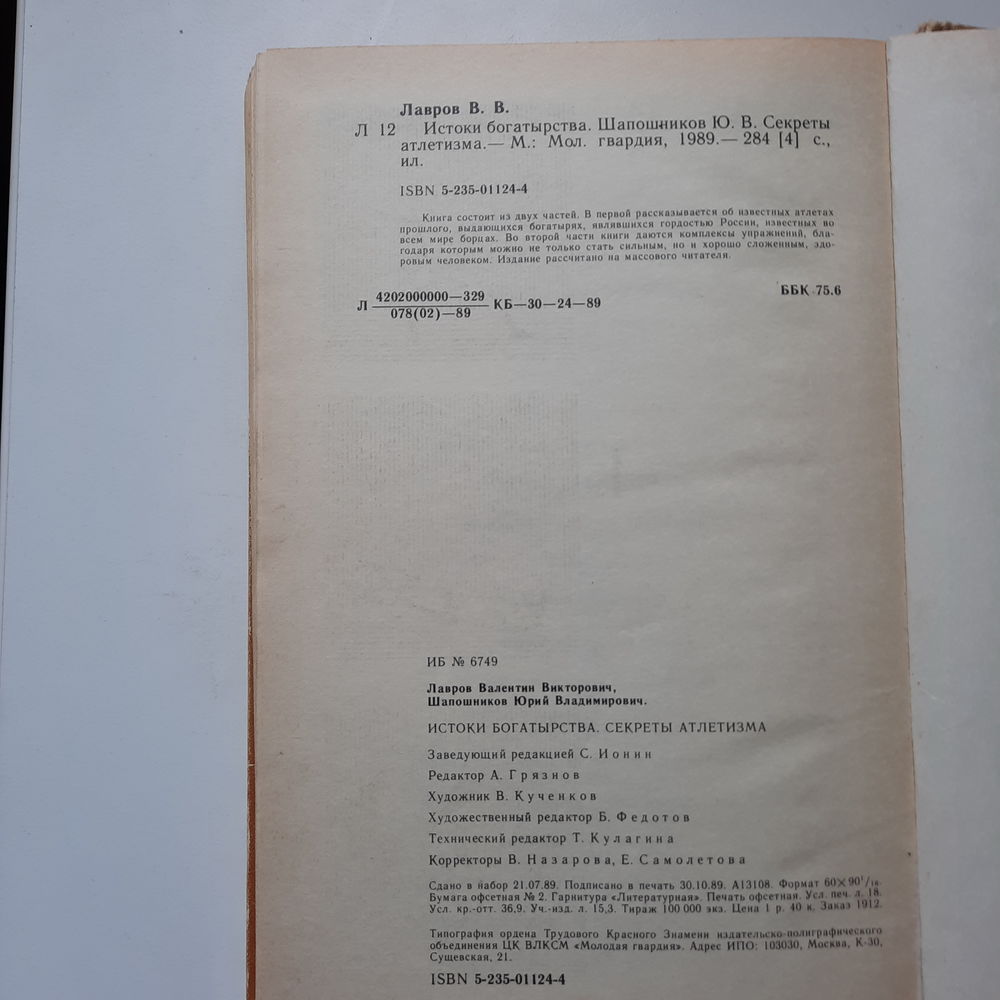 Лавров В. В.
Л 12 Истоки богатырства. Шапошников Ю. В. Секреты
атлетизма.— М.: Мол. гвардия, 1989.— 284 [4] с.,
ил.
ISBN 5-235-01124-4
Книга состоит из двух частей. В первой рассказывается об известных атлетах
прошлого, выдающихся богатырях, являвшихся гордостью России, известных во
всем мире борцах. Во второй части книги даются комплексы упражнений, бла-
годаря которым можно не только стать сильным, но и хорошо сложенным, здо-
ровым человеком. Издание рассчитано на массового читателя.
Л 4202000000—329 КБ—30—24—89
078(02)—89
ББК 75.6
ИБ № 6749
Лавров Валентин Викторович,
Шапошников Юрий Владимирович.
ИСТОКИ БОГАТЫРСТВА. СЕКРЕТЫ АТЛЕТИЗМА
Заведующий редакцией С. Ионин
Редактор А. Грязнов
Художник В. Кученков
Художественный редактор Б. Федотов
Технический редактор Т. Кулагина
Корректоры В. Назарова, Е. Самолетова
Сдано в набор 21.07.89. Подписано в печать 30.10.89. А13108. Формат 60×90¹/₁₆.
Бумага офсетная № 2. Гарнитура «Литературная». Печать офсетная. Усл. печ. л. 18.
Усл. кр.-отт. 36,9. Уч.-изд. л. 15,3. Тираж 100 000 экз. Цена 1 р. 40 к. Заказ 1912.
Типография ордена Трудового Красного Знамени издательско-полиграфического
объединения ЦК ВЛКСМ «Молодая гвардия». Адрес ИПО: 103030, Москва, К-30,
Сущевская, 21.
ISBN 5-235-01124-4